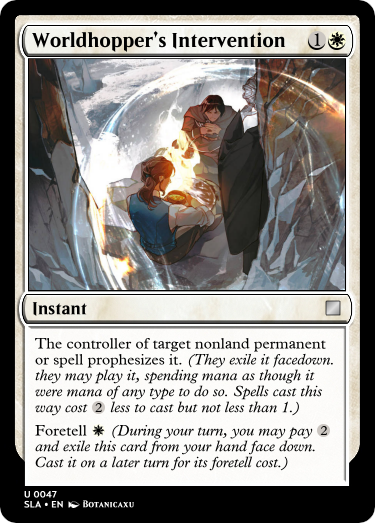 Worldhopper's Intervention 1
Instant
The controller of target nonland permanent
or spell prophesizes it. (They exile it facedown.
they may play it, spending mana as though it
were mana of any type to do so. Spells cast this
way cost 2 less to cast but not less than 1.)
Foretell (During your turn, you may pay 2
and exile this card from your hand face down.
Cast it on a later turn for its foretell cost.)
U 0047
SLA • EN Botanicaxu